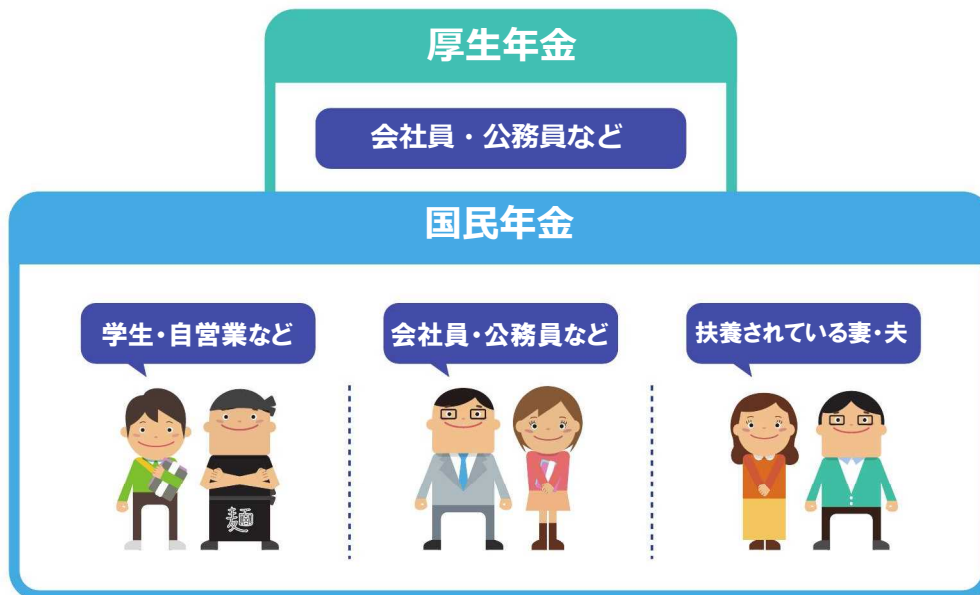 厚生年金
会社員・公務員など
国民年金
学生・自営業など
会社員・公務員など
扶養されている妻・夫
麺